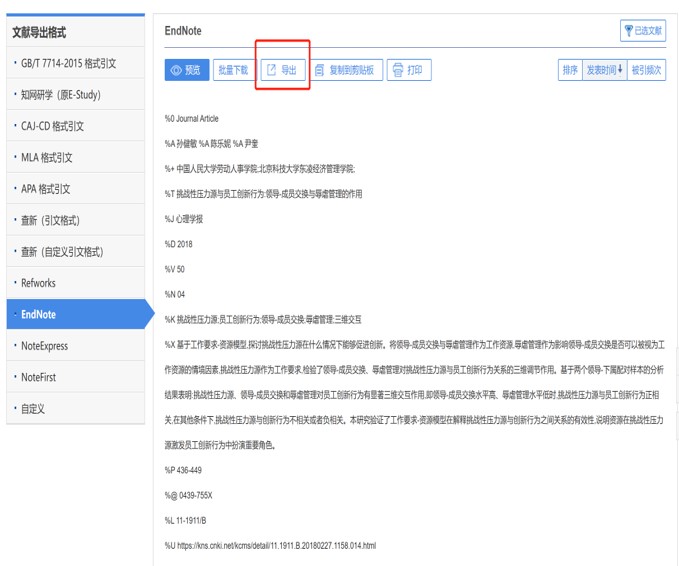 文献导出格式
· GB/T 7714-2015 格式引文
· 知网研学（原E-Study）
· CAJ-CD 格式引文
· MLA 格式引文
· APA 格式引文
· 查新（引文格式）
· 查新（自定义引文格式）
· Refworks
· EndNote
· NoteExpress
· NoteFirst
· 自定义
EndNote
已选文献
预览 批量下载 导出 复制到剪贴板 打印 排序 发表时间↓ 被引频次
%0 Journal Article
%A 孙健敏 %A 陈乐妮 %A 尹奎
%+ 中国人民大学劳动人事学院;北京科技大学东凌经济管理学院;
%T 挑战性压力源与员工创新行为:领导-成员交换与辱虐管理的作用
%J 心理学报
%D 2018
%V 50
%N 04
%K 挑战性压力源;员工创新行为;领导-成员交换;辱虐管理;三维交互
%X 基于工作要求-资源模型,探讨挑战性压力源在什么情况下能够促进创新。将领导-成员交换与辱虐管理作为工作资源,辱虐管理作为影响领导-成员交换是否可以被视为工
作资源的情境因素,挑战性压力源作为工作要求,检验了领导-成员交换、辱虐管理对挑战性压力源与员工创新行为关系的三维调节作用。基于两个领导-下属配对样本的分析
结果表明:挑战性压力源、领导-成员交换和辱虐管理对员工创新行为有显著三维交互作用,即领导-成员交换水平高、辱虐管理水平低时,挑战性压力源与员工创新行为正相
关,在其他条件下,挑战性压力源与创新行为不相关或者负相关。本研究验证了工作要求-资源模型在解释挑战性压力源与创新行为之间关系的有效性,说明资源在挑战性压力
源激发员工创新行为中扮演重要角色。
%P 436-449
%@ 0439-755X
%L 11-1911/B
%U https://kns.cnki.net/kcms/detail/11.1911.B.20180227.1158.014.html